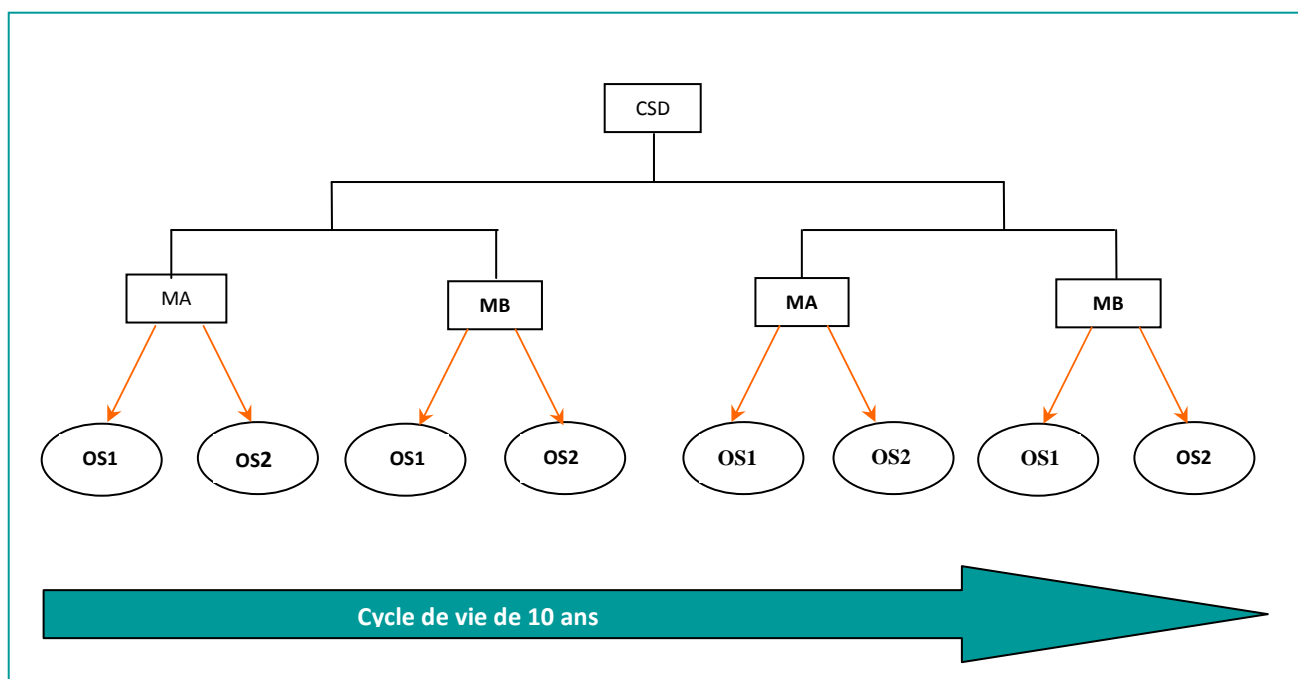 CSD
MA
MB
MA
MB
OS1
OS2
OS1
OS2
OS1
OS2
OS1
OS2
Cycle de vie de 10 ans